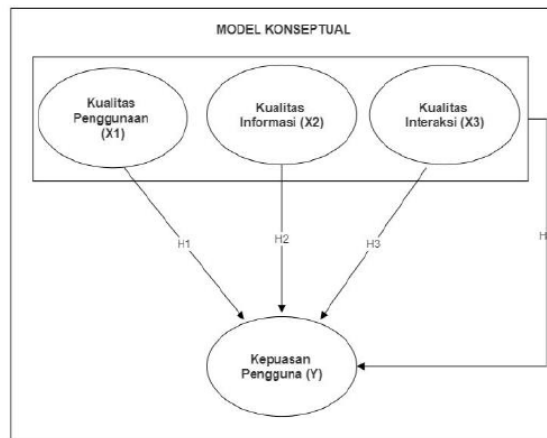 MODEL KONSEPTUAL
Kualitas
Penggunaan
(X1)
Kualitas
Informasi (X2)
Kualitas
Interaksi (X3)
H1
H2
H3
H
Kepuasan
Pengguna (Y)